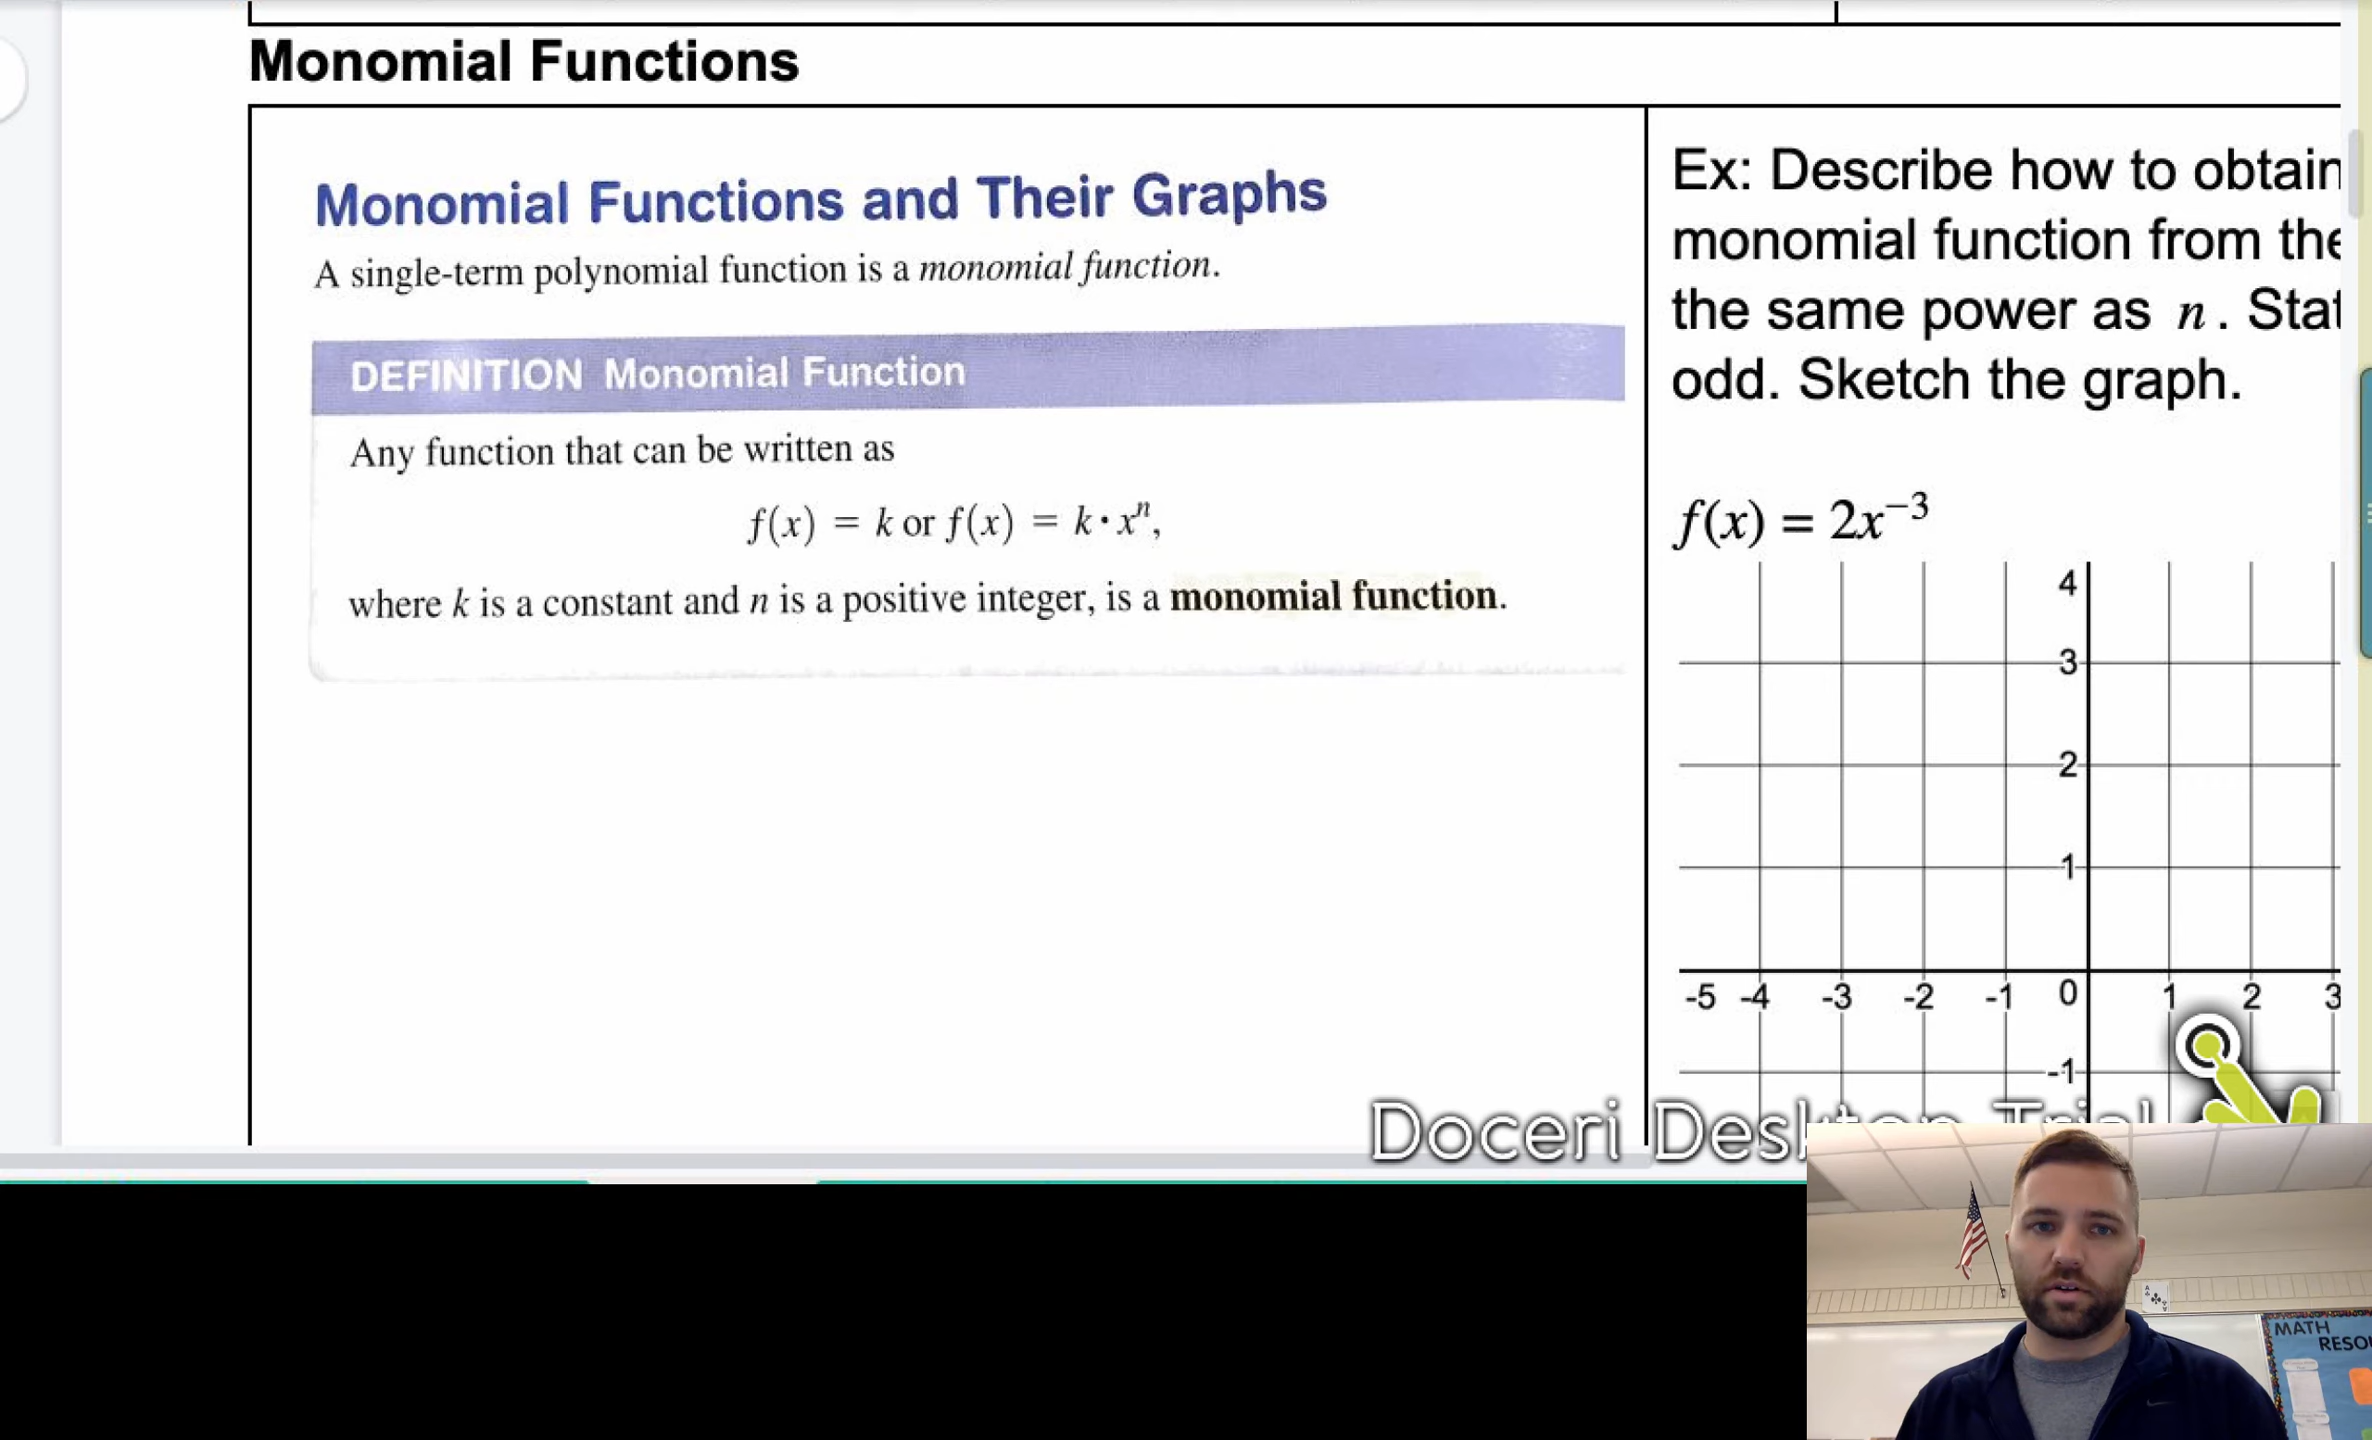 Monomial Functions
Monomial Functions and Their Graphs
A single-term polynomial function is a monomial function.
DEFINITION Monomial Function
Any function that can be written as
f(x) = k or f(x) = k · xⁿ,
where k is a constant and n is a positive integer, is a monomial function.
Ex: Describe how to obtain
monomial function from the
the same power as n. Stat
odd. Sketch the graph.
f(x) = 2x⁻³
4
3
2
1
-5 -4 -3 -2 -1 0 1 2 3
-1
Doceri Desktop Trial
MATH
RESO